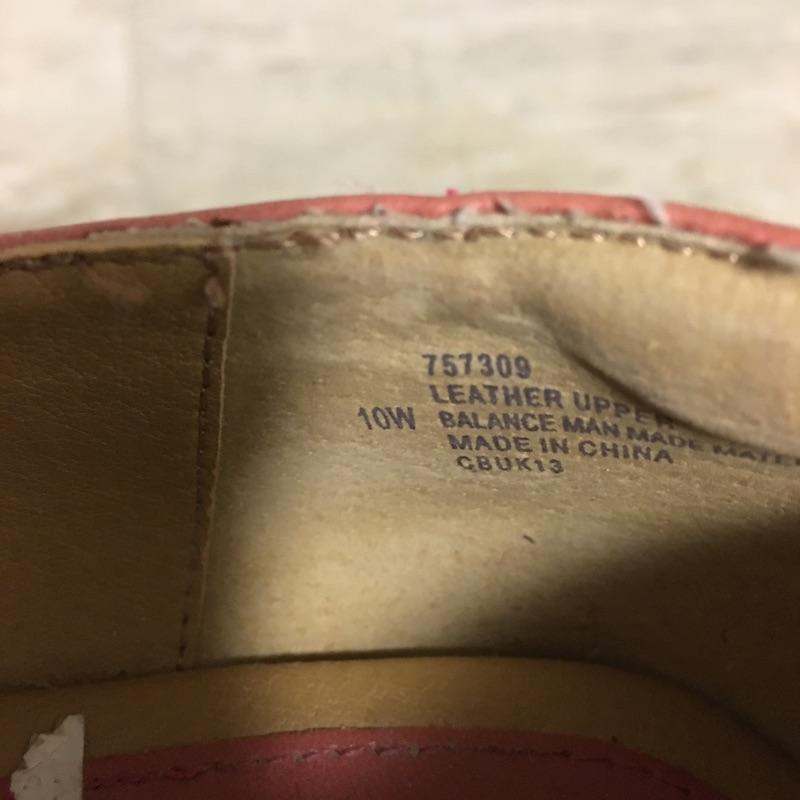 757309
LEATHER UPPER
10W BALANCE MAN MADE
MADE IN CHINA
CBUK13